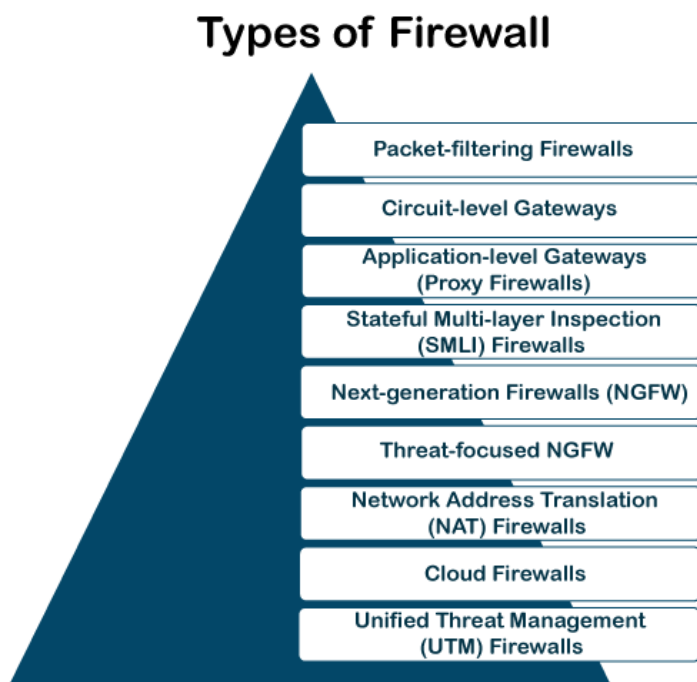 Types of Firewall
Packet-filtering Firewalls
Circuit-level Gateways
Application-level Gateways
(Proxy Firewalls)
Stateful Multi-layer Inspection
(SMLI) Firewalls
Next-generation Firewalls (NGFW)
Threat-focused NGFW
Network Address Translation
(NAT) Firewalls
Cloud Firewalls
Unified Threat Management
(UTM) Firewalls